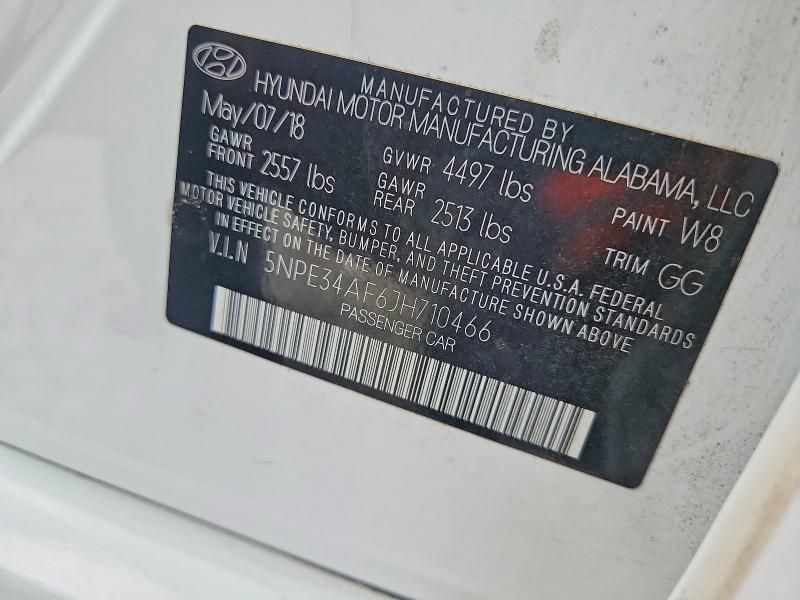 MANUFACTURED BY
HYUNDAI MOTOR MANUFACTURING ALABAMA, LLC
May/07/18
GAWR FRONT 2557 lbs
GVWR 4497 lbs
GAWR REAR 2513 lbs
PAINT W8
TRIM GG
THIS VEHICLE CONFORMS TO ALL APPLICABLE U.S.A. FEDERAL
MOTOR VEHICLE SAFETY, BUMPER, AND THEFT PREVENTION STANDARDS
IN EFFECT ON THE DATE OF MANUFACTURE SHOWN ABOVE
V.I.N 5NPE34AF6JH710466
PASSENGER CAR